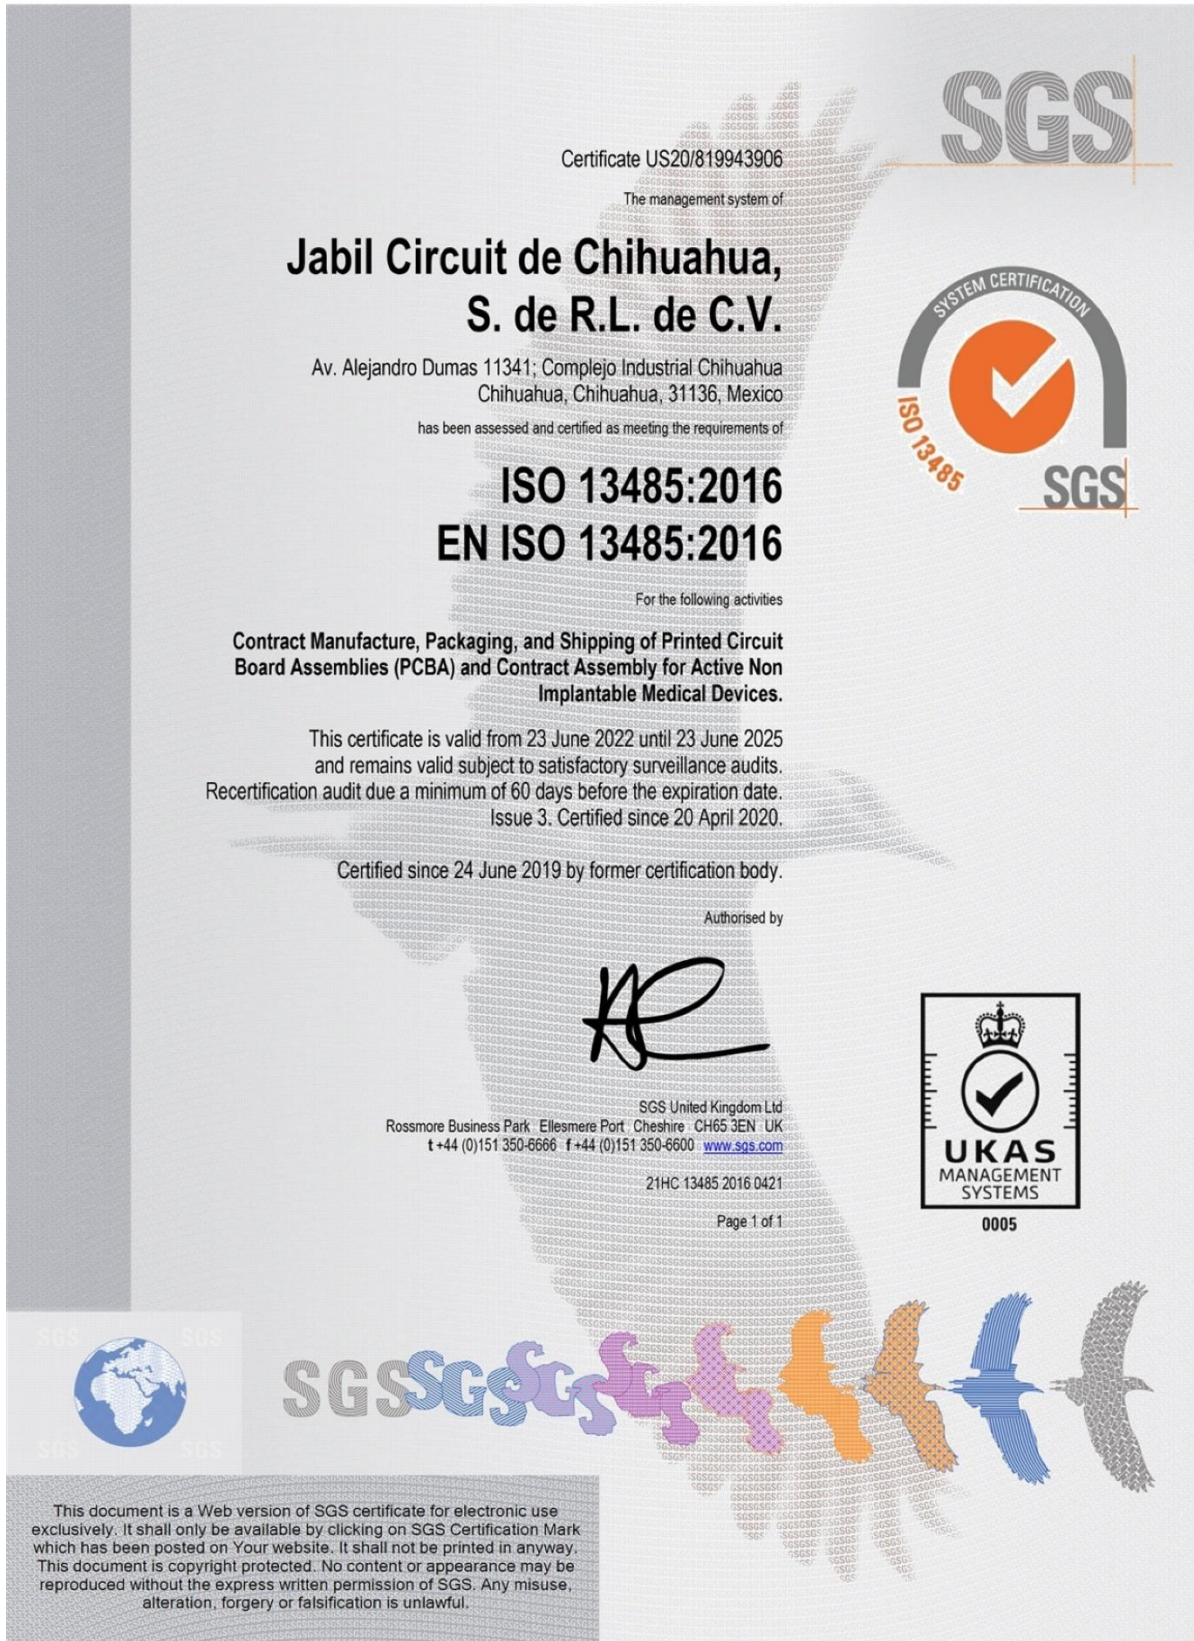 SGS
Certificate US20/819943906
The management system of
Jabil Circuit de Chihuahua,
S. de R.L. de C.V.
Av. Alejandro Dumas 11341; Complejo Industrial Chihuahua
Chihuahua, Chihuahua, 31136, Mexico
has been assessed and certified as meeting the requirements of
SYSTEM CERTIFICATION
ISO 13485
SGS
ISO 13485:2016
EN ISO 13485:2016
For the following activities
Contract Manufacture, Packaging, and Shipping of Printed Circuit
Board Assemblies (PCBA) and Contract Assembly for Active Non
Implantable Medical Devices.
This certificate is valid from 23 June 2022 until 23 June 2025
and remains valid subject to satisfactory surveillance audits.
Recertification audit due a minimum of 60 days before the expiration date.
Issue 3. Certified since 20 April 2020.
Certified since 24 June 2019 by former certification body.
Authorised by
SGS United Kingdom Ltd
Rossmore Business Park Ellesmere Port Cheshire CH65 3EN UK
t +44 (0)151 350-6666 f +44 (0)151 350-6600 www.sgs.com
21HC 13485 2016 0421
Page 1 of 1
UKAS
MANAGEMENT
SYSTEMS
0005
SGS SGS
SGS SGS
SGS SGS SGS SGS
This document is a Web version of SGS certificate for electronic use
exclusively. It shall only be available by clicking on SGS Certification Mark
which has been posted on Your website. It shall not be printed in anyway.
This document is copyright protected. No content or appearance may be
reproduced without the express written permission of SGS. Any misuse,
alteration, forgery or falsification is unlawful.